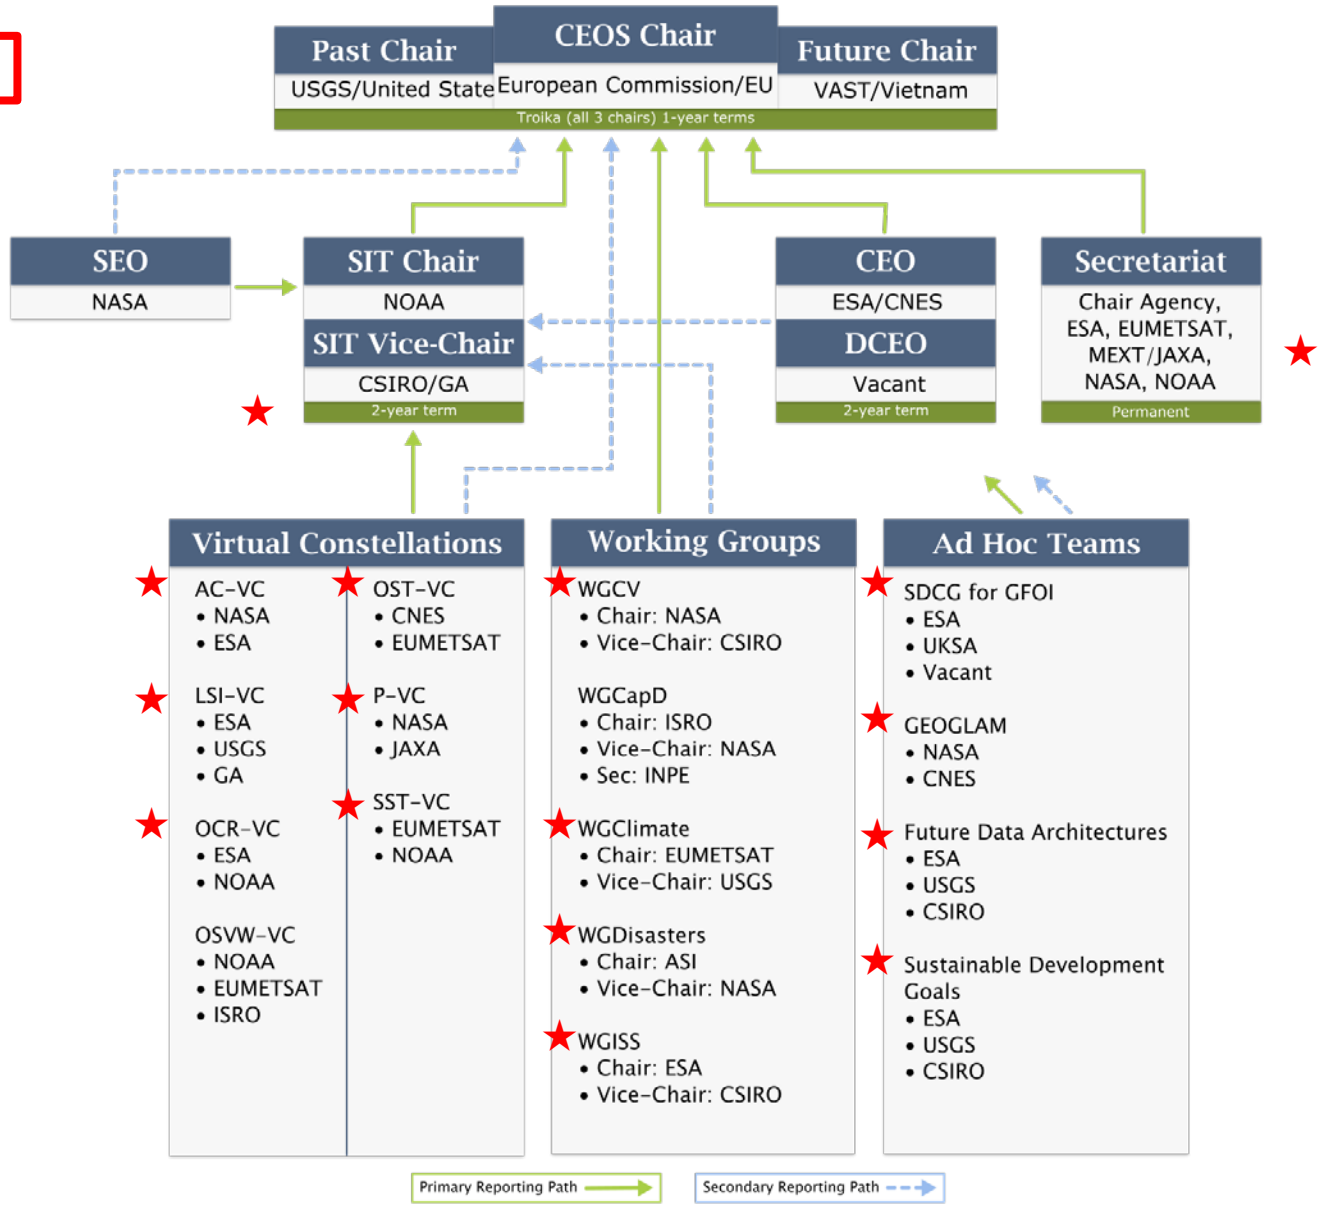 Past Chair
CEOS Chair
Future Chair
USGS/United State
European Commission/EU
VAST/Vietnam
Troika (all 3 chairs) 1-year terms
SEO
NASA
SIT Chair
NOAA
SIT Vice-Chair
CSIRO/GA
2-year term
CEO
ESA/CNES
DCEO
Vacant
2-year term
Secretariat
Chair Agency,
ESA, EUMETSAT,
MEXT/JAXA,
NASA, NOAA
Permanent
Virtual Constellations
AC-VC
• NASA
• ESA
LSI-VC
• ESA
• USGS
• GA
OCR-VC
• ESA
• NOAA
OSVW-VC
• NOAA
• EUMETSAT
• ISRO
OST-VC
• CNES
• EUMETSAT
P-VC
• NASA
• JAXA
SST-VC
• EUMETSAT
• NOAA
Working Groups
WGCV
• Chair: NASA
• Vice-Chair: CSIRO
WGCapD
• Chair: ISRO
• Vice-Chair: NASA
• Sec: INPE
WGClimate
• Chair: EUMETSAT
• Vice-Chair: USGS
WGDisasters
• Chair: ASI
• Vice-Chair: NASA
WGISS
• Chair: ESA
• Vice-Chair: CSIRO
Ad Hoc Teams
SDCG for GFOI
• ESA
• UKSA
• Vacant
GEOGLAM
• NASA
• CNES
Future Data Architectures
• ESA
• USGS
• CSIRO
Sustainable Development
Goals
• ESA
• USGS
• CSIRO
Primary Reporting Path
Secondary Reporting Path